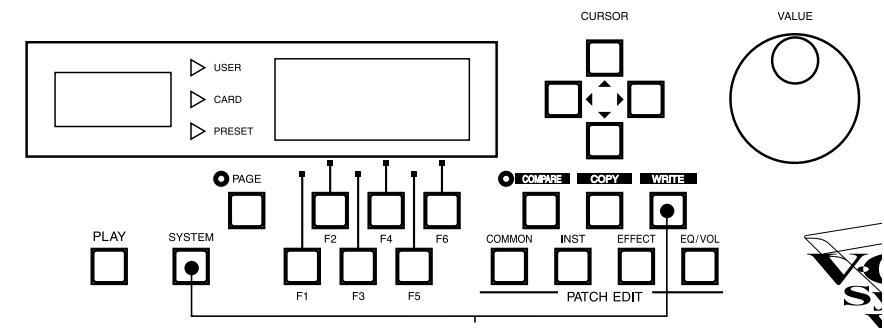 CURSOR
VALUE
USER
CARD
PRESET
PAGE
COMPARE
COPY
WRITE
PLAY
SYSTEM
F2
F4
F6
COMMON
INST
EFFECT
EQ/VOL
F1
F3
F5
PATCH EDIT